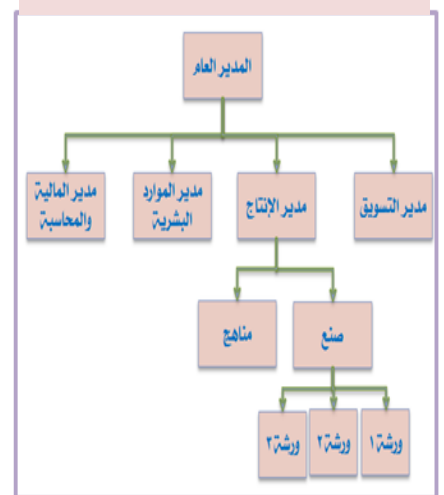 المدير العام
مدير التسويق
مدير الإنتاج
مدير الموارد
البشرية
مدير المالية
والمحاسبة
صنع
مناهج
ورشة ١
ورشة ٢
ورشة